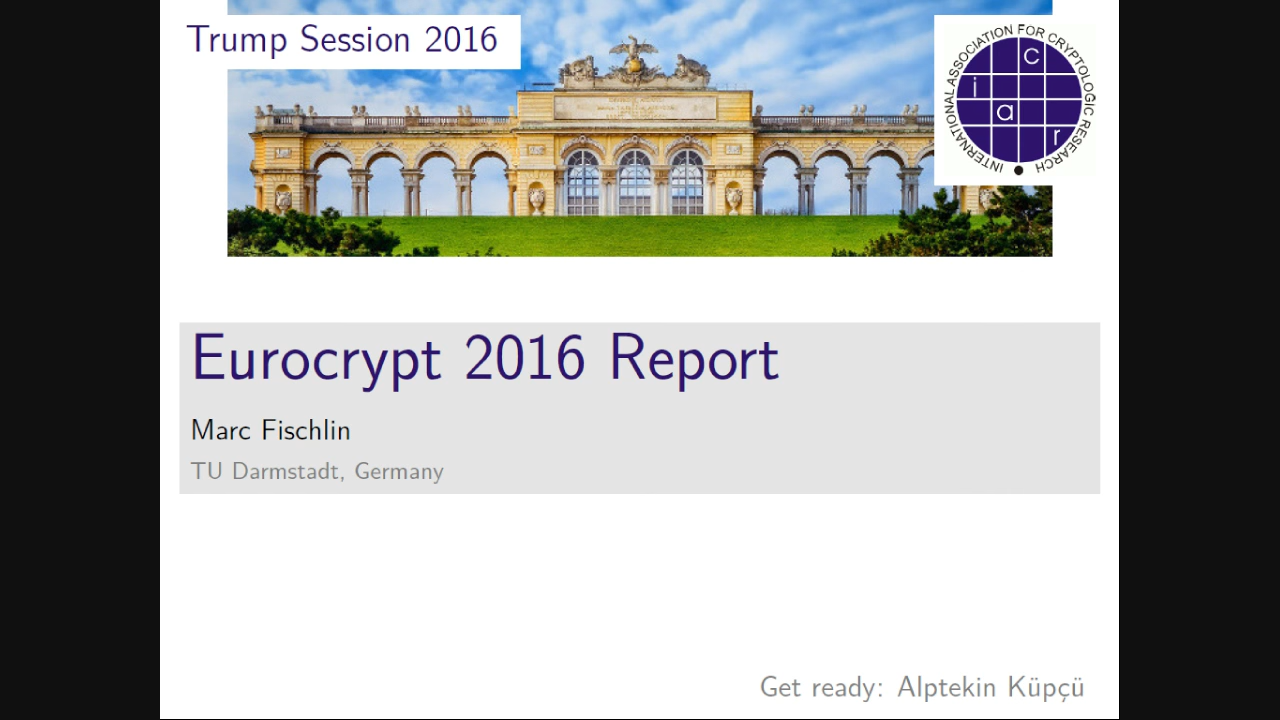 Trump Session 2016
INTERNATIONAL ASSOCIATION FOR CRYPTOLOGIC RESEARCH
i a c r
Eurocrypt 2016 Report
Marc Fischlin
TU Darmstadt, Germany
Get ready: Alptekin Küpçü